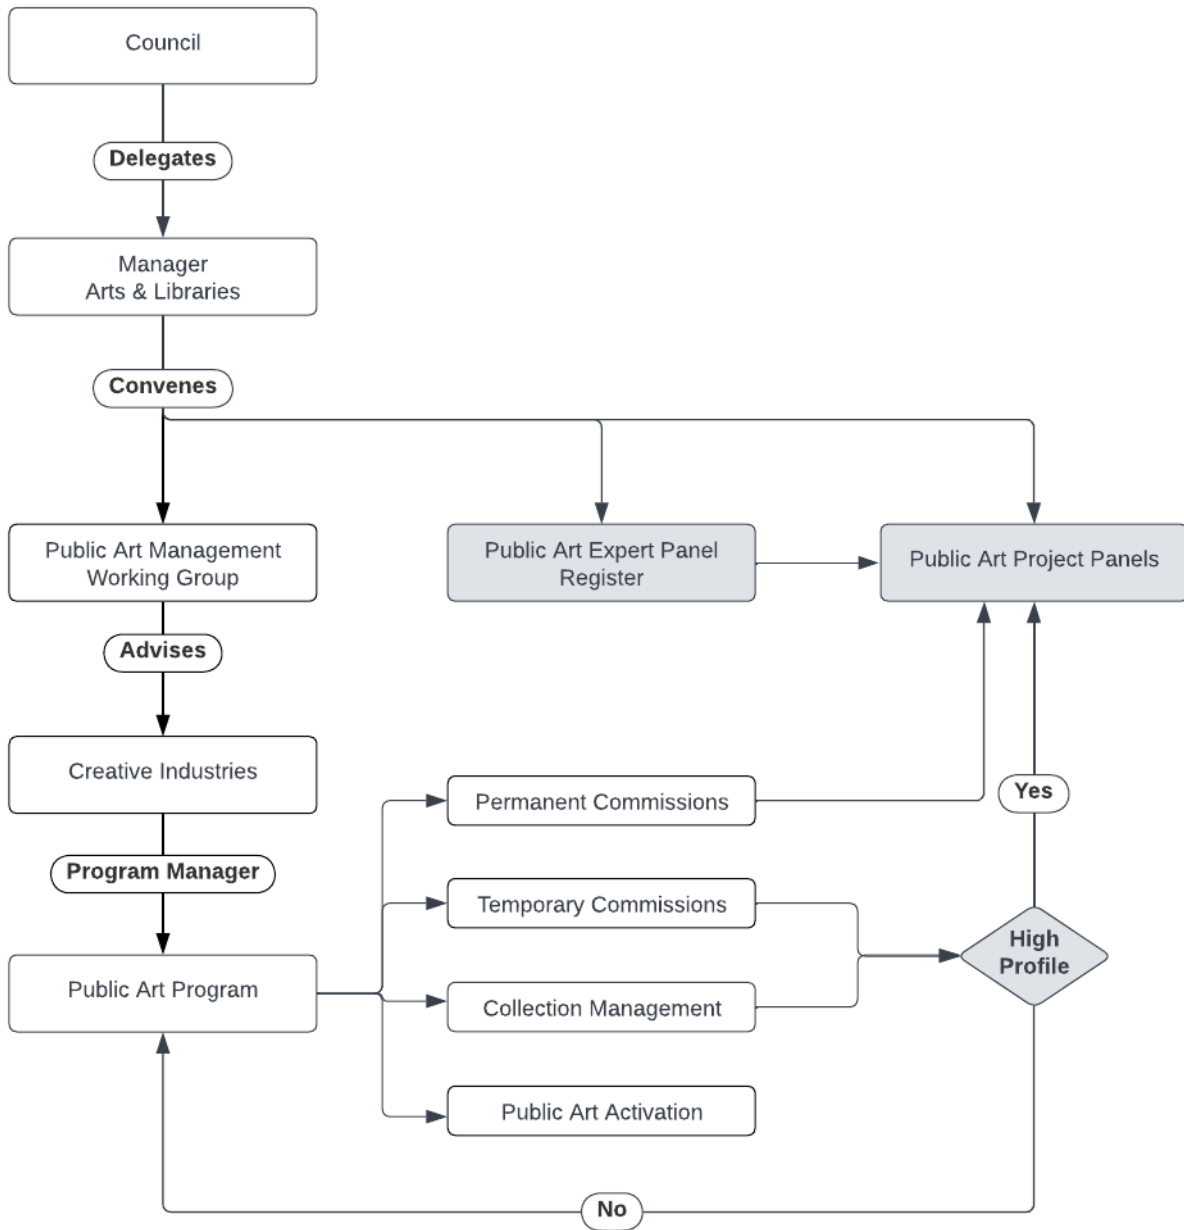 Council
Delegates
Manager
Arts & Libraries
Convenes
Public Art Management
Working Group
Public Art Expert Panel
Register
Public Art Project Panels
Advises
Creative Industries
Permanent Commissions
Yes
Program Manager
Temporary Commissions
High
Profile
Public Art Program
Collection Management
Public Art Activation
No